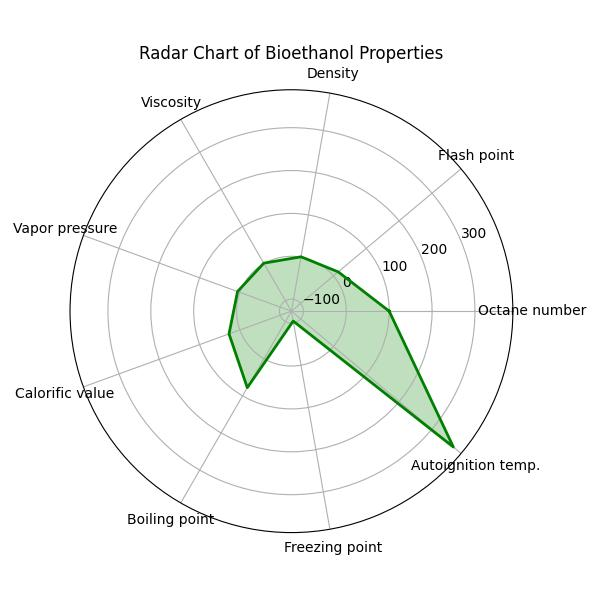 Radar Chart of Bioethanol Properties
Density
Viscosity
Flash point
Vapor pressure
300
200
100
0
−100
Octane number
Calorific value
Autoignition temp.
Boiling point
Freezing point